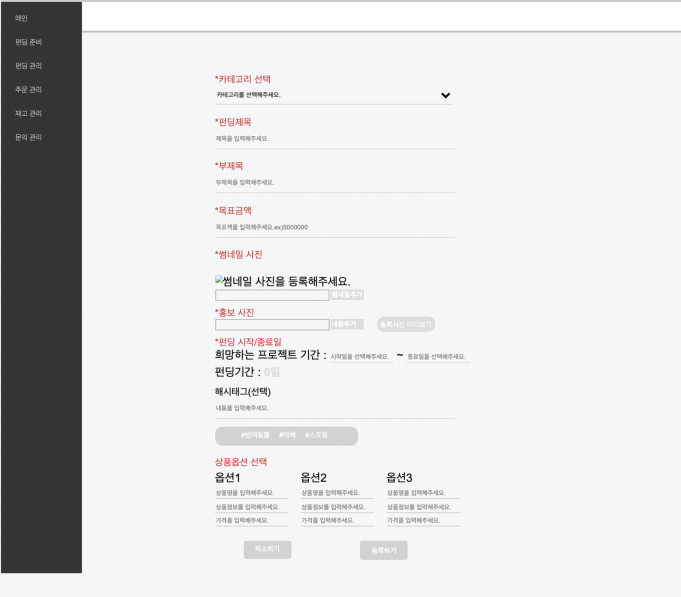 메인
펀딩 준비
펀딩 관리
주문 관리
재고 관리
문의 관리
*카테고리 선택
카테고리를 선택해주세요.
*펀딩제목
제목을 입력해주세요.
*부제목
부제목을 입력해주세요.
*목표금액
목표액을 입력해주세요.ex)5000000
*썸네일 사진
썸네일 사진을 등록해주세요.
썸네일추가
*홍보 사진
내용추가 등록사진 미리보기
*펀딩 시작/종료일
희망하는 프로젝트 기간 : 시작일을 선택해주세요. ~ 종료일을 선택해주세요.
펀딩기간 : 0일
해시태그(선택)
내용을 입력해주세요.
#반려동물 #야채 #스프링
상품옵션 선택
옵션1 옵션2 옵션3
상품명을 입력해주세요. 상품명을 입력해주세요. 상품명을 입력해주세요.
상품정보를 입력해주세요. 상품정보를 입력해주세요. 상품정보를 입력해주세요.
가격을 입력해주세요. 가격을 입력해주세요. 가격을 입력해주세요.
취소하기 등록하기